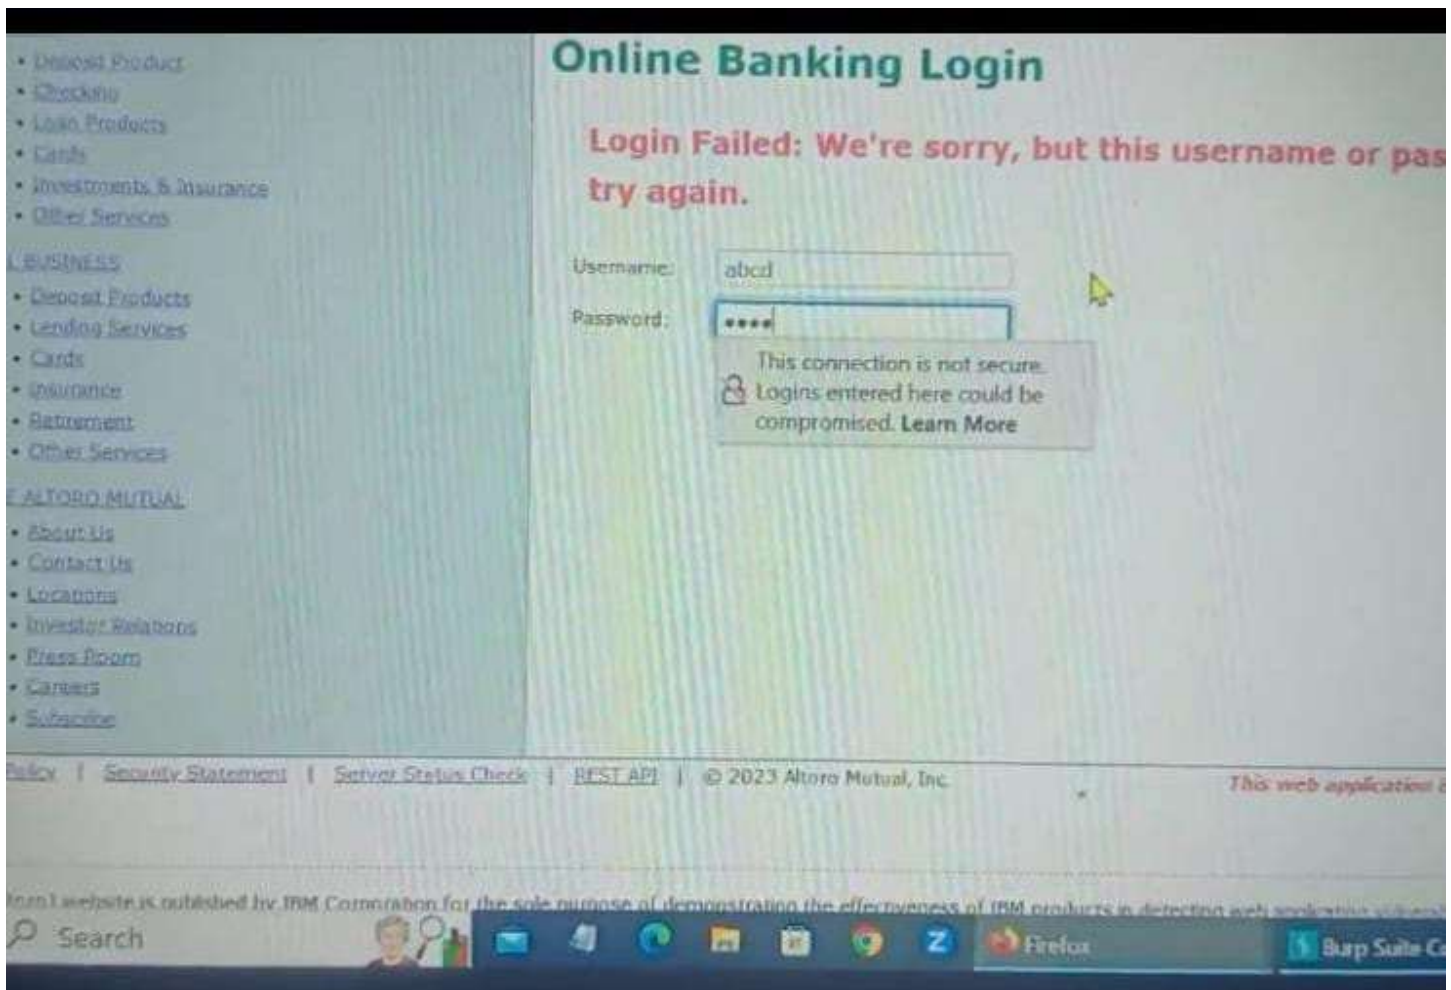 Online Banking Login
Login Failed: We're sorry, but this username or pas
try again.
Username: abcd
Password: ••••
This connection is not secure.
Logins entered here could be
compromised. Learn More
• Deposit Product
• Checking
• Loan Products
• Cards
• Investments & Insurance
• Other Services
L BUSINESS
• Deposit Products
• Lending Services
• Cards
• Insurance
• Retirement
• Other Services
E ALTORO MUTUAL
• About Us
• Contact Us
• Locations
• Investor Relations
• Press Room
• Careers
• Subscribe
Policy | Security Statement | Server Status Check | REST API | © 2023 Altoro Mutual, Inc.
This web application
website is published by IBM Corporation for the sole purpose of demonstrating the effectiveness of IBM products in detecting web application
Search
Z
Firefox
Burp Suite Co